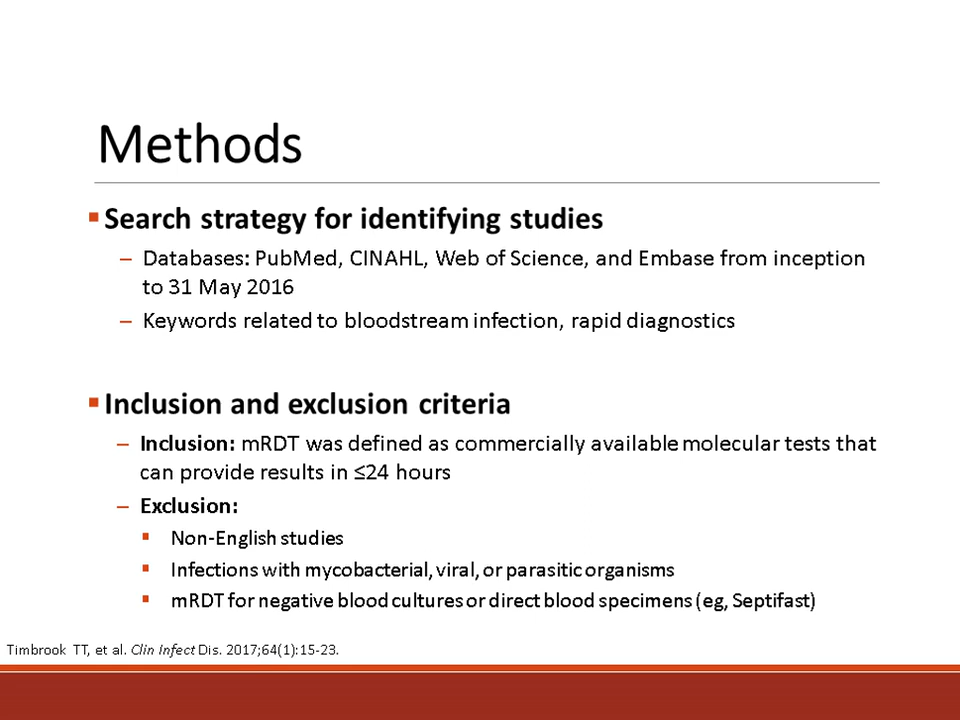 Methods
▪ Search strategy for identifying studies
– Databases: PubMed, CINAHL, Web of Science, and Embase from inception
to 31 May 2016
– Keywords related to bloodstream infection, rapid diagnostics
▪ Inclusion and exclusion criteria
– Inclusion: mRDT was defined as commercially available molecular tests that
can provide results in ≤24 hours
– Exclusion:
▪ Non-English studies
▪ Infections with mycobacterial, viral, or parasitic organisms
▪ mRDT for negative blood cultures or direct blood specimens (eg, Septifast)
Timbrook TT, et al. Clin Infect Dis. 2017;64(1):15-23.